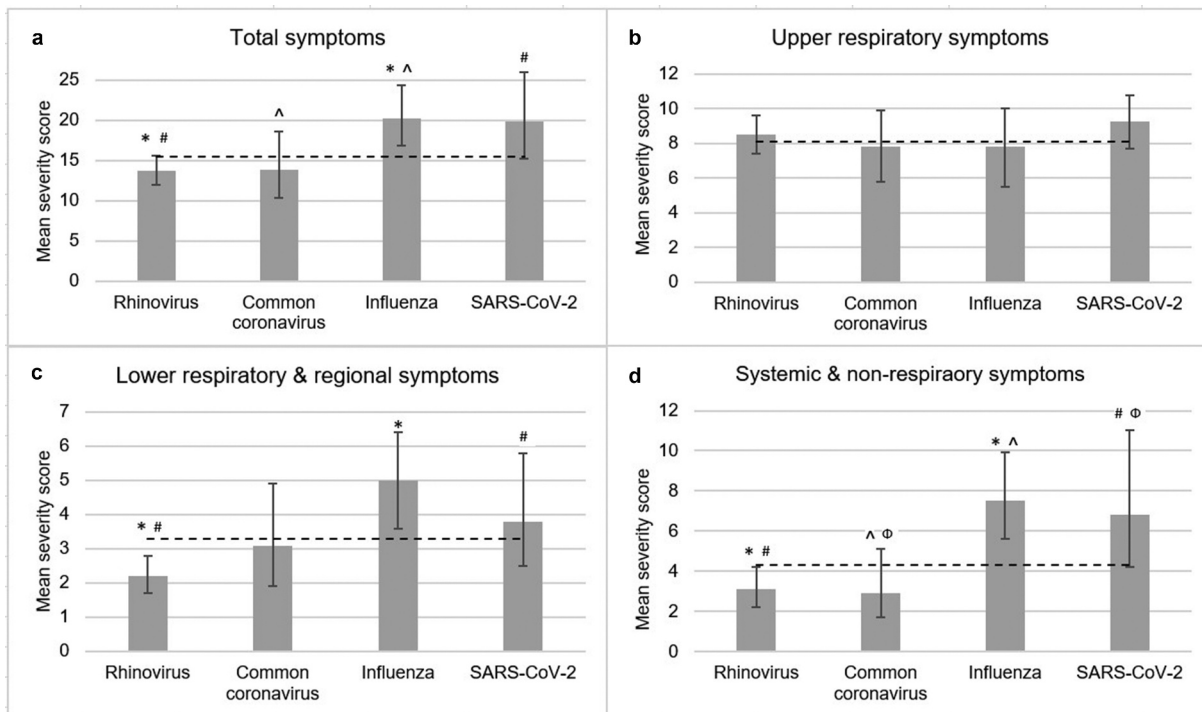 a
Total symptoms
Mean severity score
25
20
15
10
5
0
* #
^
* ^
#
Rhinovirus
Common
coronavirus
Influenza
SARS-CoV-2
b
Upper respiratory symptoms
Mean severity score
12
10
8
6
4
2
0
Rhinovirus
Common
coronavirus
Influenza
SARS-CoV-2
c
Lower respiratory & regional symptoms
Mean severity score
7
6
5
4
3
2
1
0
* #
*
#
Rhinovirus
Common
coronavirus
Influenza
SARS-CoV-2
d
Systemic & non-respiraory symptoms
Mean severity score
12
10
8
6
4
2
0
* #
^ Φ
* ^
# Φ
Rhinovirus
Common
coronavirus
Influenza
SARS-CoV-2